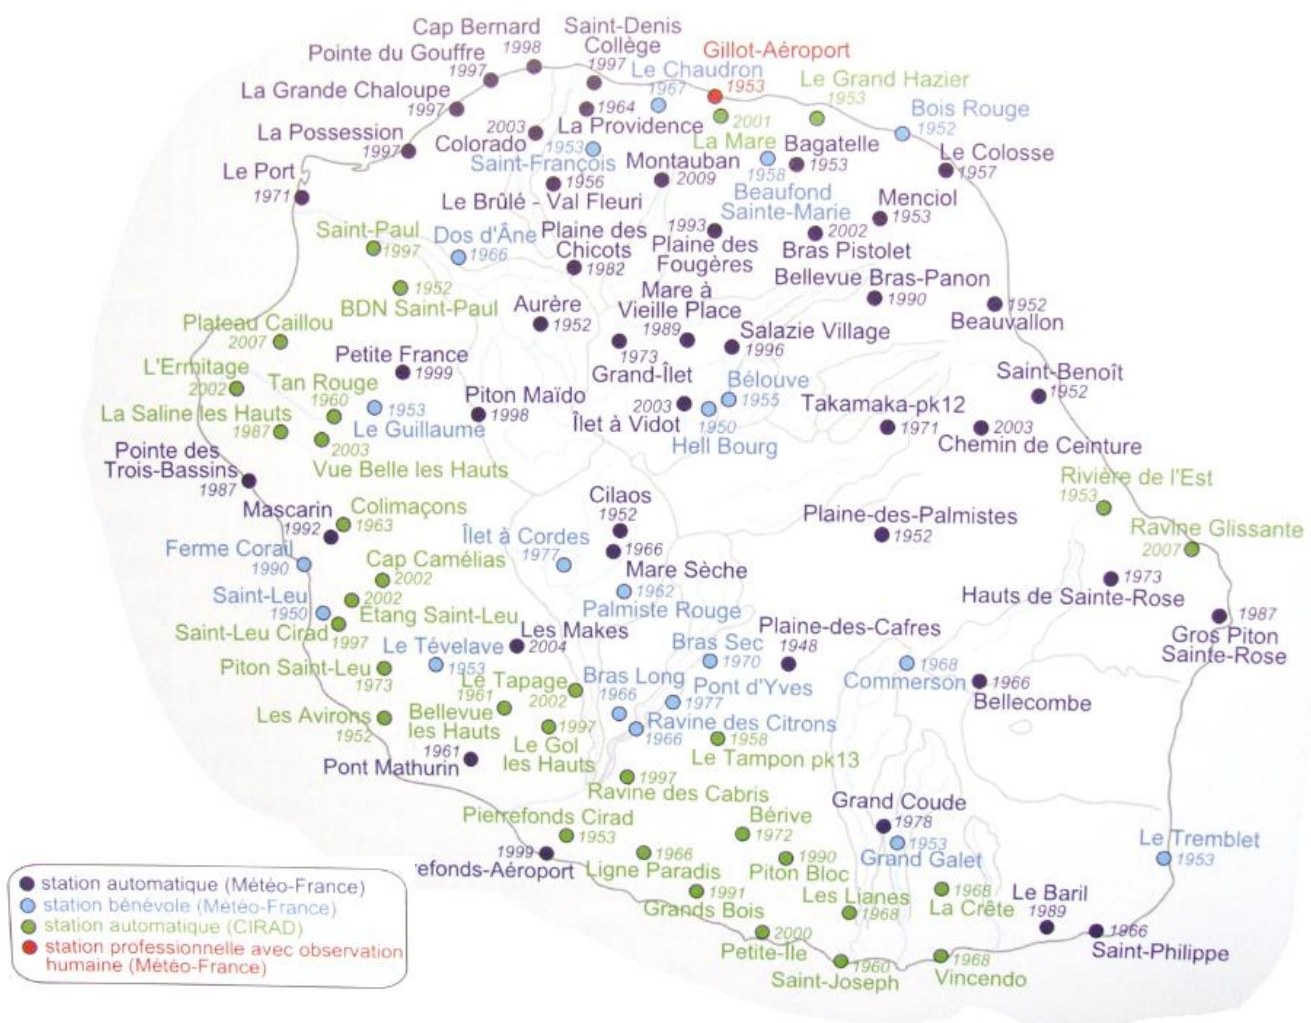 Cap Bernard
1998
Saint-Denis
Collège
1997
Pointe du Gouffre
1997
Gillot-Aéroport
1953
Le Chaudron
1967
Le Grand Hazier
1953
La Grande Chaloupe
1997
Bois Rouge
1952
1964
La Providence
2001
La Mare
La Possession
1997
2003
Colorado
1953
Saint-François
Bagatelle
1953
Le Colosse
1957
Le Port
1971
Montauban
2009
1958
Beaufond
Sainte-Marie
1956
Le Brûlé - Val Fleuri
Menciol
1953
Saint-Paul
1997
Dos d'Âne
1966
Plaine des
Chicots
1982
1993
Plaine des
Fougères
2002
Bras Pistolet
1952
BDN Saint-Paul
Bellevue Bras-Panon
1990
1952
Beauvallon
Aurère
1952
Mare à
Vieille Place
1989
Salazie Village
1996
Plateau Caillou
2007
Petite France
1999
1973
Grand-Îlet
L'Ermitage
2002
Tan Rouge
1960
Piton Maïdo
1998
Bélouve
1955
Saint-Benoît
1952
La Saline les Hauts
1987
1953
Le Guillaume
2003
Îlet à Vidot
1950
Hell Bourg
Takamaka-pk12
1971
2003
Chemin de Ceinture
2003
Vue Belle les Hauts
Pointe des
Trois-Bassins
1987
Rivière de l'Est
1953
Mascarin
1992
Colimaçons
1963
Cilaos
1952
Plaine-des-Palmistes
1952
Ravine Glissante
2007
Ferme Corail
1990
Îlet à Cordes
1977
1966
Mare Sèche
Cap Camélias
2002
1973
Hauts de Sainte-Rose
Saint-Leu
1950
2002
Etang Saint-Leu
1962
Palmiste Rouge
1987
Gros Piton
Sainte-Rose
Saint-Leu Cirad
1997
Les Makes
2004
Plaine-des-Cafres
1948
Le Tévelave
1953
Bras Sec
1970
1968
Commerson
Piton Saint-Leu
1973
Le Tapage
2002
Bras Long
1966
1977
Pont d'Yves
1966
Bellecombe
Les Avirons
1952
1961
Bellevue
les Hauts
1997
Le Gol
les Hauts
Ravine des Citrons
1966
1958
Le Tampon pk13
1961
Pont Mathurin
1997
Ravine des Cabris
Pierrefonds Cirad
1953
Bérive
1972
Grand Coude
1978
1953
Grand Galet
Le Tremblet
1953
1999
refonds-Aéroport
1966
Ligne Paradis
1990
Piton Bloc
1991
Grands Bois
Les Lianes
1968
1968
La Crête
Le Baril
1989
2000
Petite-Ile
1966
Saint-Philippe
1960
Saint-Joseph
1968
Vincendo
station automatique (Météo-France)
station bénévole (Météo-France)
station automatique (CIRAD)
station professionnelle avec observation
humaine (Météo-France)